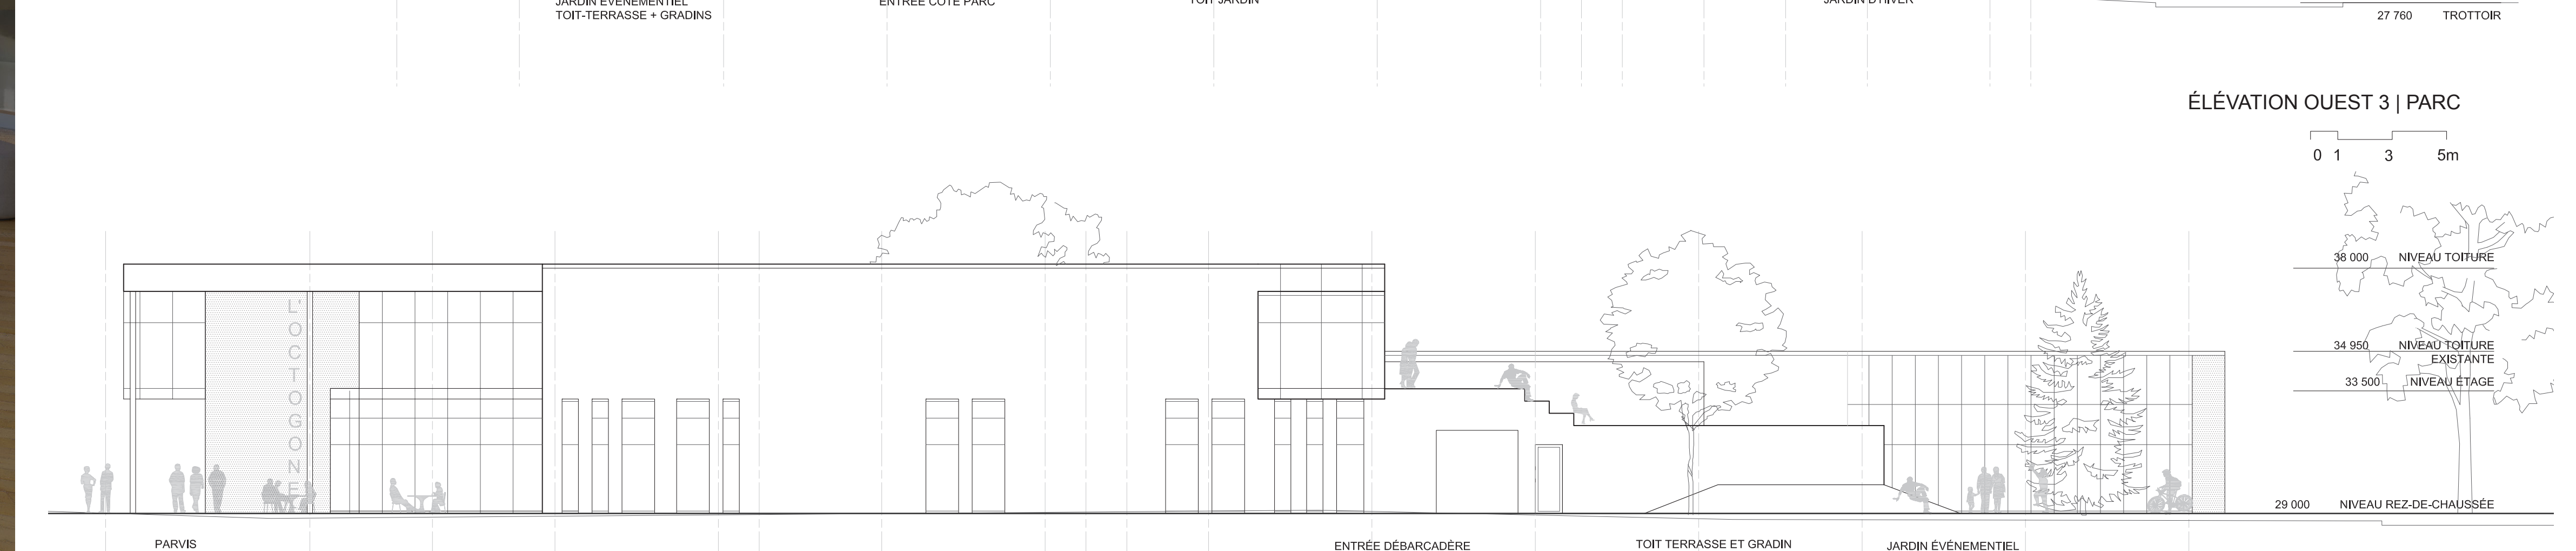 JARDIN ÉVÉNEMENTIEL
TOIT-TERRASSE + GRADINS
ENTRÉE CÔTÉ PARC
TOIT JARDIN
JARDIN D'HIVER
27 760 TROTTOIR
ÉLÉVATION OUEST 3 | PARC
0 1 3 5m
38 000 NIVEAU TOITURE
L'OCTOGONE
34 950 NIVEAU TOITURE
EXISTANTE
33 500 NIVEAU ÉTAGE
29 000 NIVEAU REZ-DE-CHAUSSÉE
PARVIS
ENTRÉE DÉBARCADÈRE
TOIT TERRASSE ET GRADIN
JARDIN ÉVÉNEMENTIEL